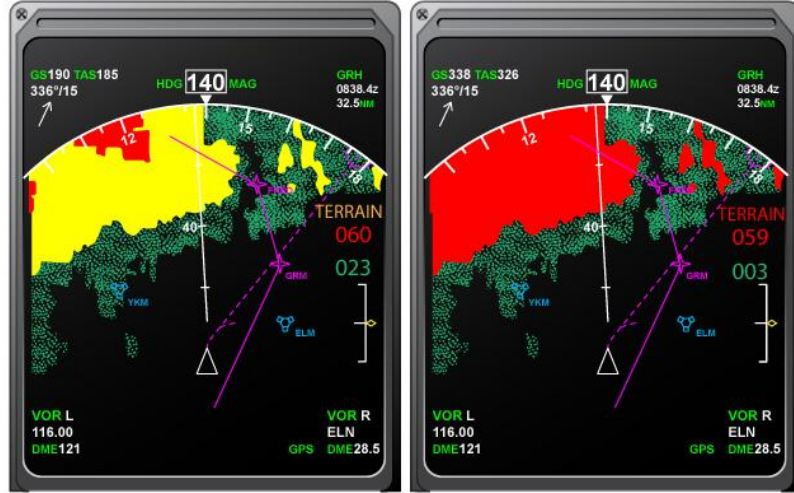 GS190 TAS185
336°/15
HDG 140 MAG
GRH
0838.4z
32.5NM
12
15
18
TERRAIN
060
40
023
GRM
YKM
ELM
VOR L
116.00
DME121
VOR R
ELN
GPS DME28.5
GS338 TAS326
336°/15
HDG 140 MAG
GRH
0838.4z
32.5NM
12
15
18
TERRAIN
059
40
003
GRM
YKM
ELM
VOR L
116.00
DME121
VOR R
ELN
GPS DME28.5